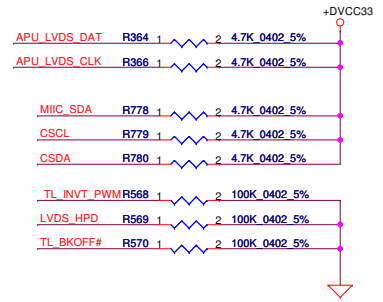 +DVCC33
APU_LVDS_DAT R364 1 2 4.7K_0402_5%
APU_LVDS_CLK R366 1 2 4.7K_0402_5%
MIIC_SDA R778 1 2 4.7K_0402_5%
CSCL R779 1 2 4.7K_0402_5%
CSDA R780 1 2 4.7K_0402_5%
TL_INVT_PWM R568 1 2 100K_0402_5%
LVDS_HPD R569 1 2 100K_0402_5%
TL_BKOFF# R570 1 2 100K_0402_5%